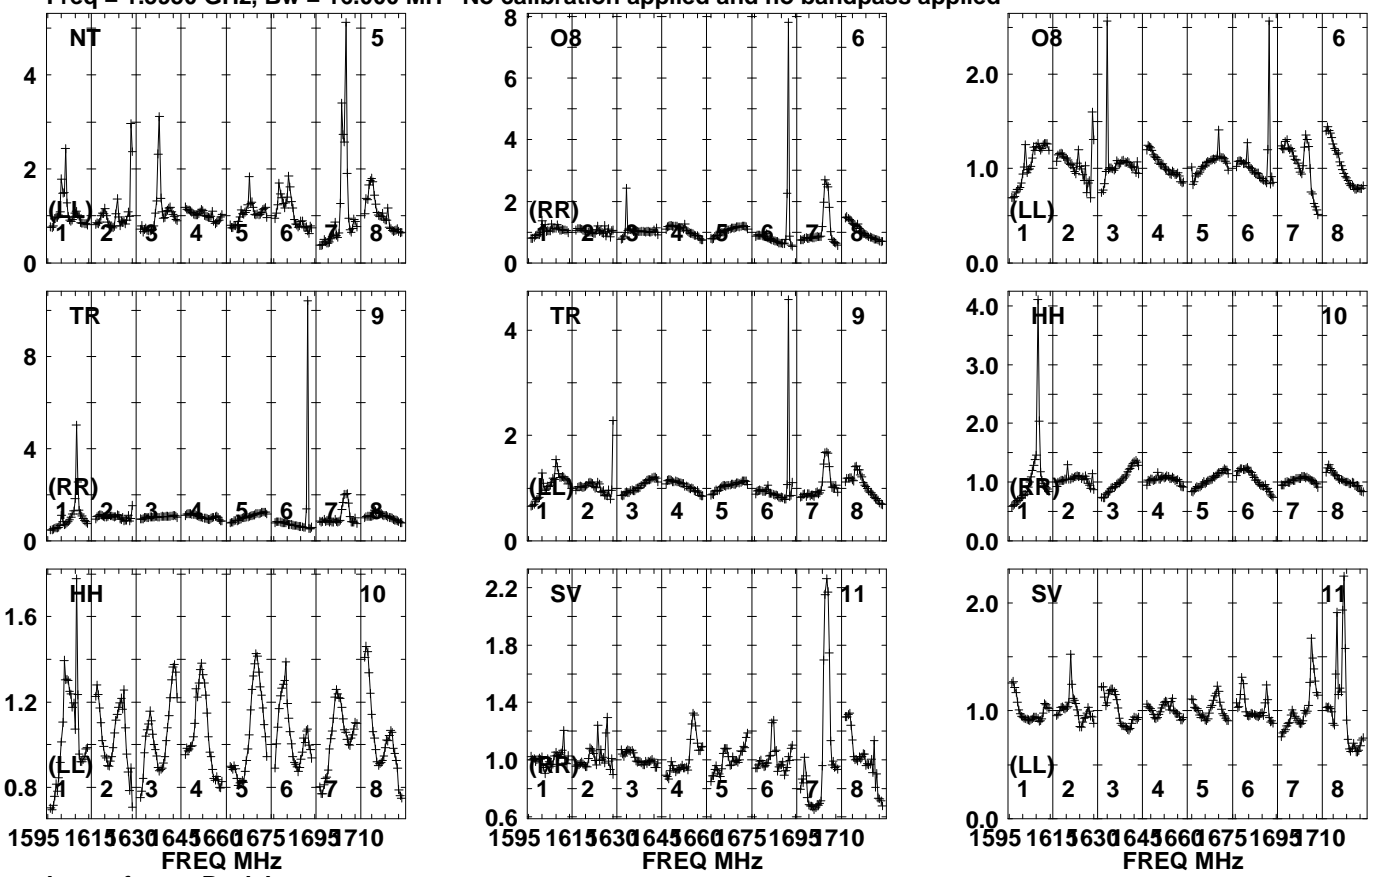 No calibration applied and no bandpass applied
NT 5
4
2
0
(LL)
1 2 3 4 5 6 7 8
O8 6
8
6
4
2
0
(RR)
1 2 3 4 5 6 7 8
O8 6
2.0
1.0
0.0
(LL)
1 2 3 4 5 6 7 8
TR 9
8
4
0
(RR)
1 2 3 4 5 6 7 8
TR 9
4
2
0
(LL)
1 2 3 4 5 6 7 8
HH 10
4.0
3.0
2.0
1.0
0.0
(RR)
1 2 3 4 5 6 7 8
HH 10
1.6
1.2
0.8
(LL)
1 2 3 4 5 6 7 8
1595 1615 1630 1645 1660 1675 1695 1710
FREQ MHz
SV 11
2.2
1.8
1.4
1.0
0.6
(RR)
1 2 3 4 5 6 7 8
1595 1615 1630 1645 1660 1675 1695 1710
FREQ MHz
SV 11
2.0
1.0
0.0
(LL)
1 2 3 4 5 6 7 8
1595 1615 1630 1645 1660 1675 1695 1710
FREQ MHz